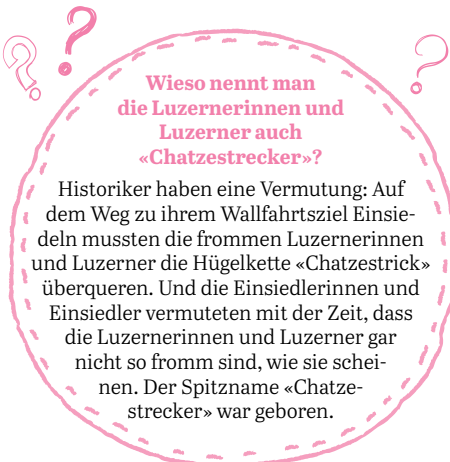 Wieso nennt man
die Luzernerinnen und
Luzerner auch
«Chatzestrecker»?
Historiker haben eine Vermutung: Auf
dem Weg zu ihrem Wallfahrtsziel Einsie-
deln mussten die frommen Luzernerinnen
und Luzerner die Hügelkette «Chatzestrick»
überqueren. Und die Einsiedlerinnen und
Einsiedler vermuteten mit der Zeit, dass
die Luzernerinnen und Luzerner gar
nicht so fromm sind, wie sie schei-
nen. Der Spitzname «Chatze-
strecker» war geboren.